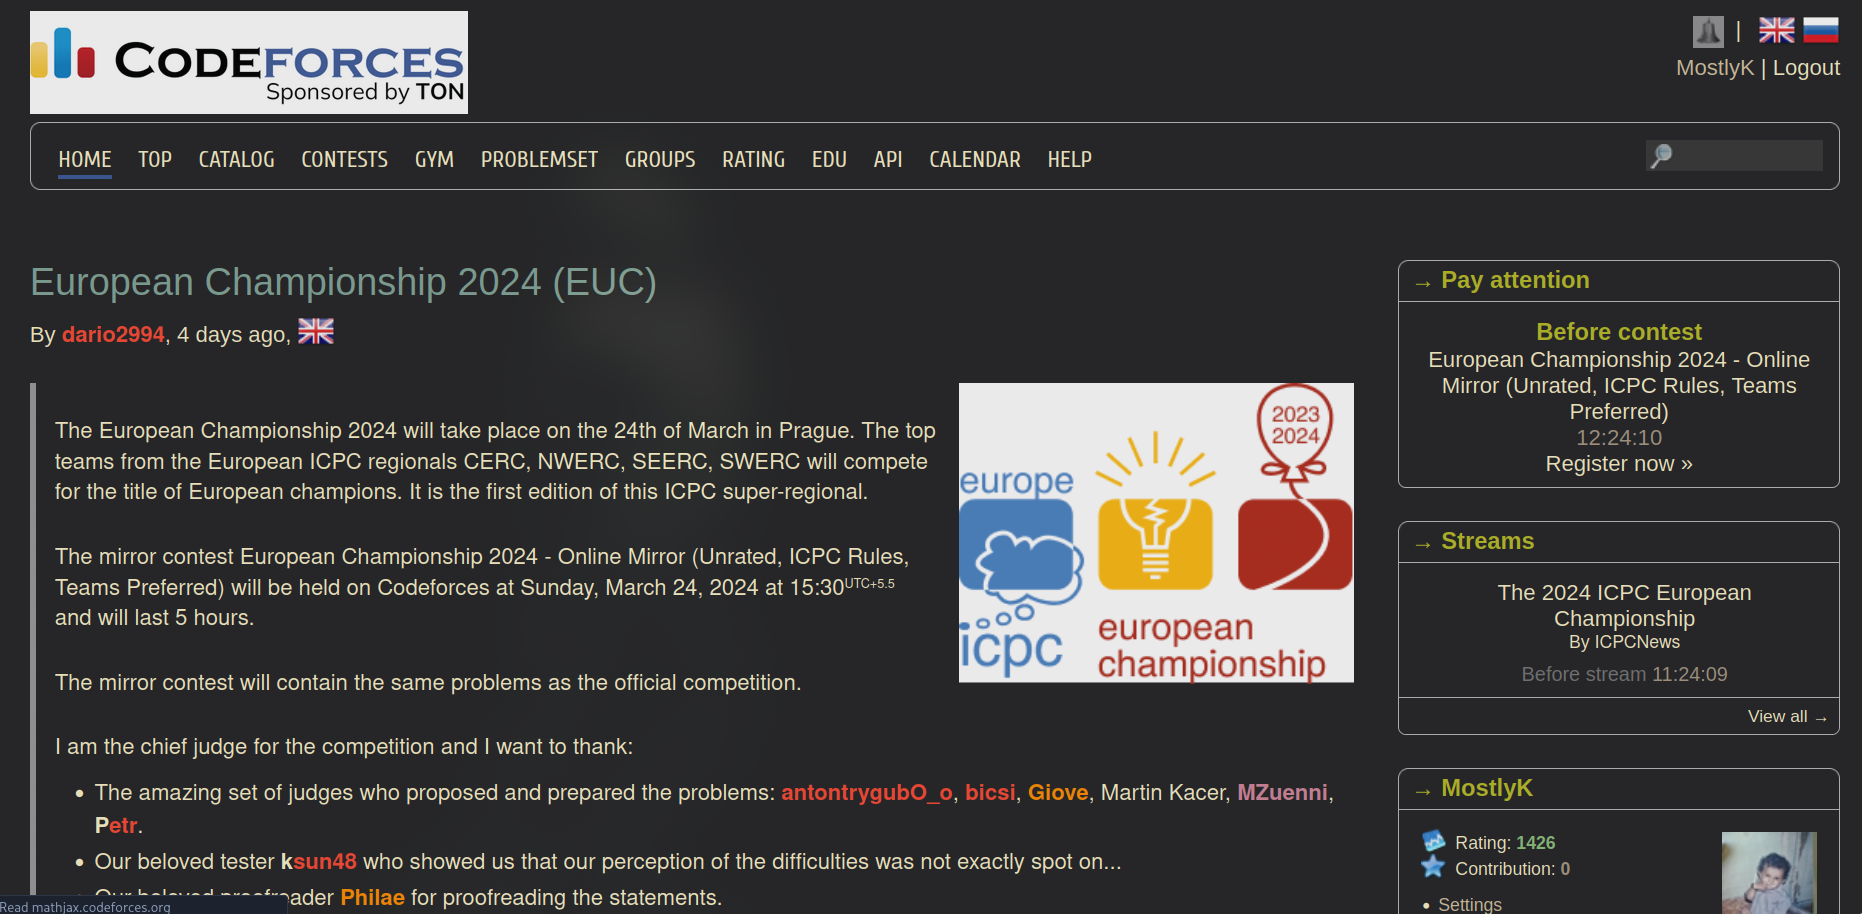 CODEFORCES
Sponsored by TON
|
MostlyK | Logout
HOME TOP CATALOG CONTESTS GYM PROBLEMSET GROUPS RATING EDU API CALENDAR HELP
European Championship 2024 (EUC)
By dario2994, 4 days ago,
The European Championship 2024 will take place on the 24th of March in Prague. The top
teams from the European ICPC regionals CERC, NWERC, SEERC, SWERC will compete
for the title of European champions. It is the first edition of this ICPC super-regional.
The mirror contest European Championship 2024 - Online Mirror (Unrated, ICPC Rules,
Teams Preferred) will be held on Codeforces at Sunday, March 24, 2024 at 15:30UTC+5.5
and will last 5 hours.
The mirror contest will contain the same problems as the official competition.
I am the chief judge for the competition and I want to thank:
• The amazing set of judges who proposed and prepared the problems: antontrygubO_o, bicsi, Giove, Martin Kacer, MZuenni,
Petr.
• Our beloved tester ksun48 who showed us that our perception of the difficulties was not exactly spot on...
• Our beloved proofreader Philae for proofreading the statements.
2023
2024
europe
icpc
european
championship
→ Pay attention
Before contest
European Championship 2024 - Online
Mirror (Unrated, ICPC Rules, Teams
Preferred)
12:24:10
Register now »
→ Streams
The 2024 ICPC European
Championship
By ICPCNews
Before stream 11:24:09
View all →
→ MostlyK
Rating: 1426
Contribution: 0
• Settings
Read mathjax.codeforces.org